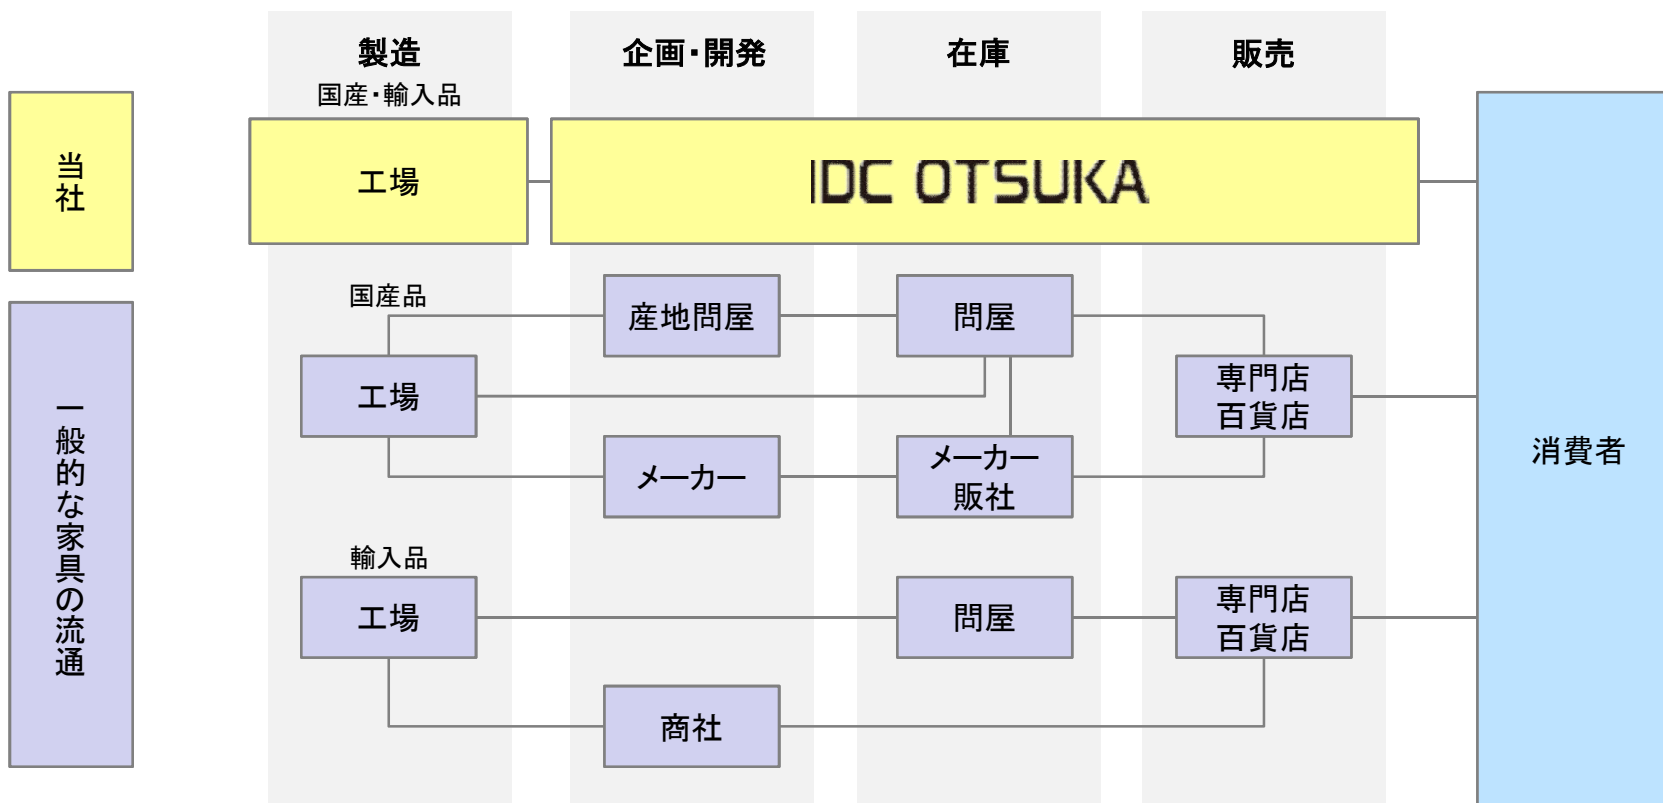 製造
企画・開発
在庫
販売
国産・輸入品
当社
工場
IDC OTSUKA
消費者
一般的な家具の流通
国産品
産地問屋
問屋
工場
専門店
百貨店
メーカー
メーカー
販社
輸入品
工場
問屋
専門店
百貨店
商社